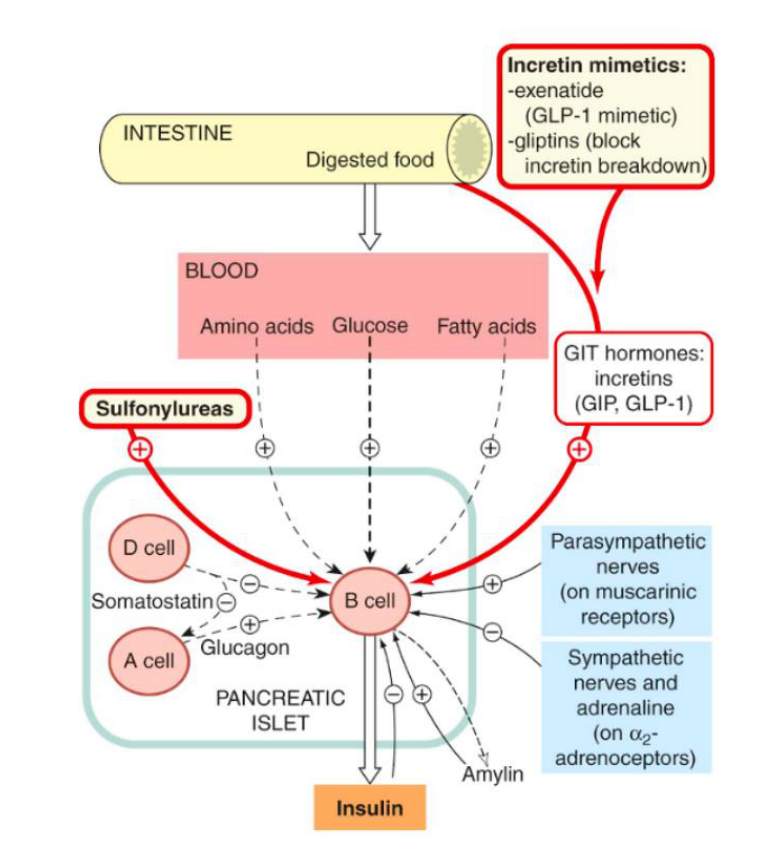 Incretin mimetics:
-exenatide
(GLP-1 mimetic)
-gliptins (block
incretin breakdown)
INTESTINE
Digested food
BLOOD
Amino acids Glucose Fatty acids
GIT hormones:
incretins
(GIP, GLP-1)
Sulfonylureas
+
+
+
+
+
D cell
Somatostatin
−
−
A cell
+
Glucagon
B cell
Parasympathetic
nerves
(on muscarinic
receptors)
+
−
Sympathetic
nerves and
adrenaline
(on α2-
adrenoceptors)
PANCREATIC
ISLET
−
+
Amylin
Insulin